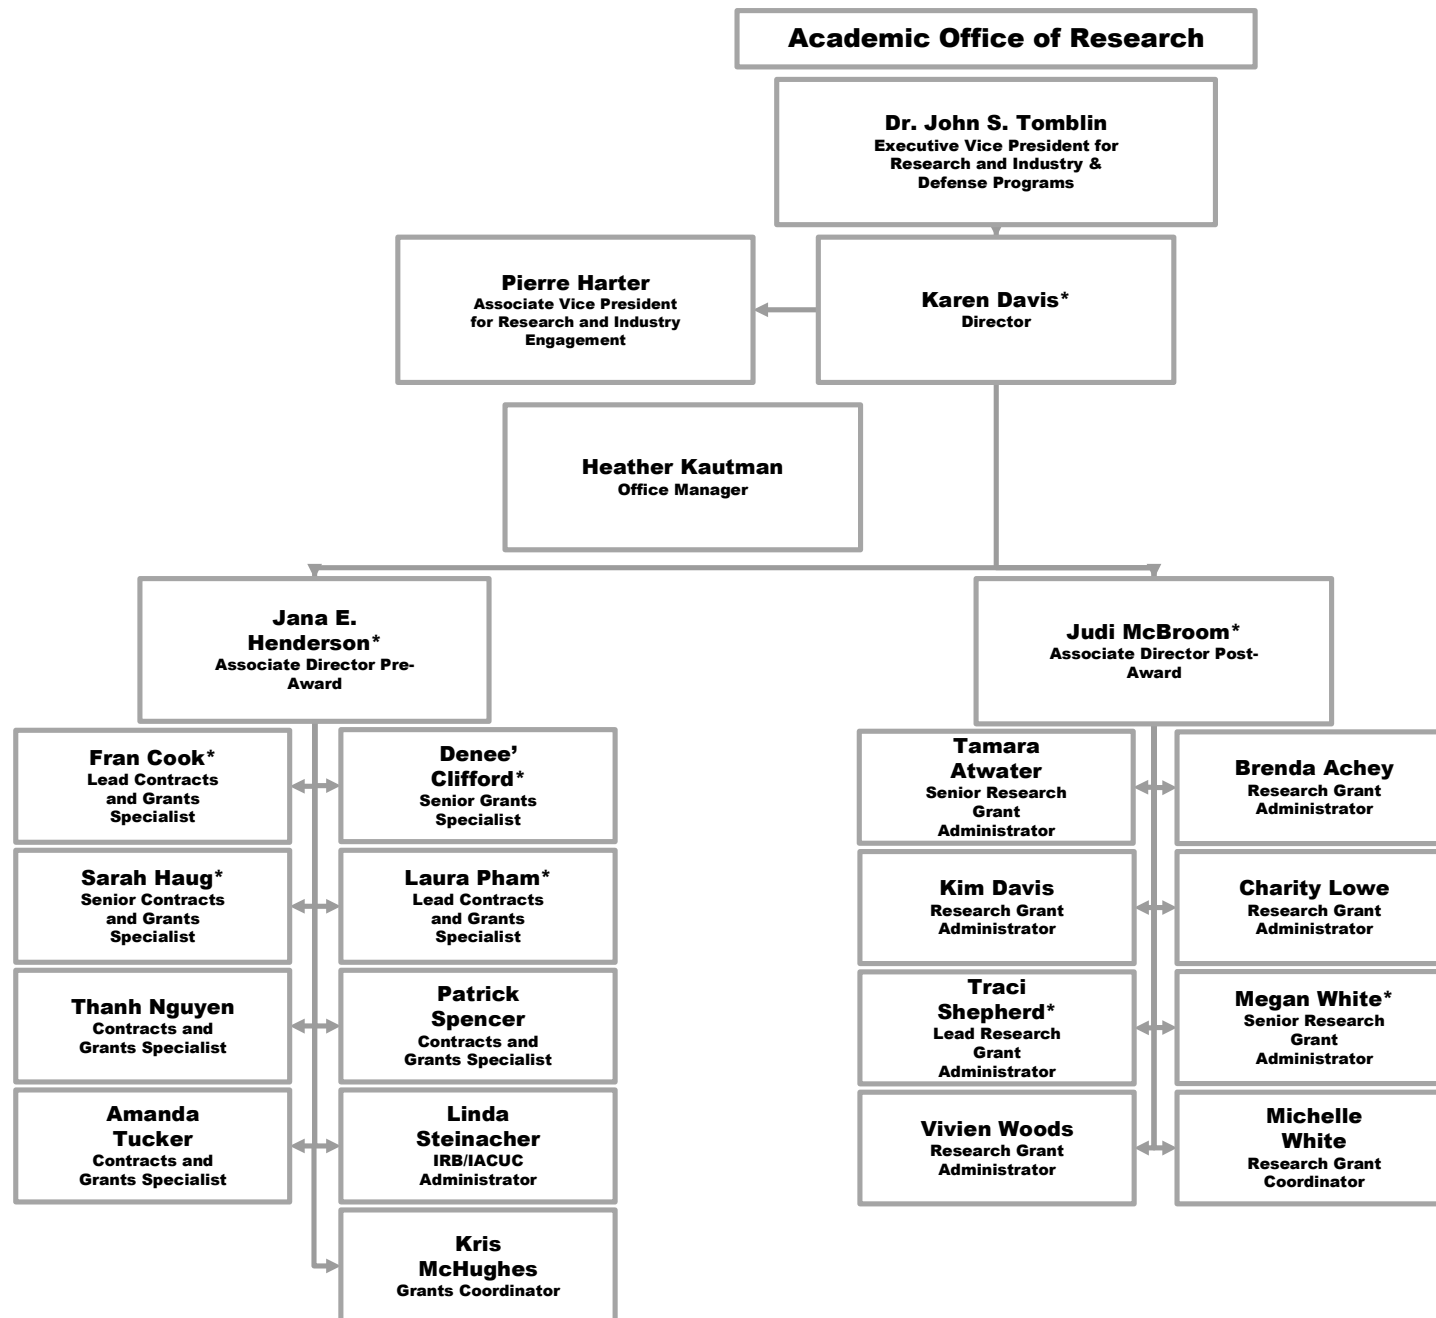 Academic Office of Research
Dr. John S. Tomblin
Executive Vice President for
Research and Industry &
Defense Programs
Pierre Harter
Associate Vice President
for Research and Industry
Engagement
Karen Davis*
Director
Heather Kautman
Office Manager
Jana E.
Henderson*
Associate Director Pre-
Award
Judi McBroom*
Associate Director Post-
Award
Fran Cook*
Lead Contracts
and Grants
Specialist
Denee’
Clifford*
Senior Grants
Specialist
Sarah Haug*
Senior Contracts
and Grants
Specialist
Laura Pham*
Lead Contracts
and Grants
Specialist
Thanh Nguyen
Contracts and
Grants Specialist
Patrick
Spencer
Contracts and
Grants Specialist
Amanda
Tucker
Contracts and
Grants Specialist
Linda
Steinacher
IRB/IACUC
Administrator
Kris
McHughes
Grants Coordinator
Tamara
Atwater
Senior Research
Grant
Administrator
Brenda Achey
Research Grant
Administrator
Kim Davis
Research Grant
Administrator
Charity Lowe
Research Grant
Administrator
Traci
Shepherd*
Lead Research
Grant
Administrator
Megan White*
Senior Research
Grant
Administrator
Vivien Woods
Research Grant
Administrator
Michelle
White
Research Grant
Coordinator